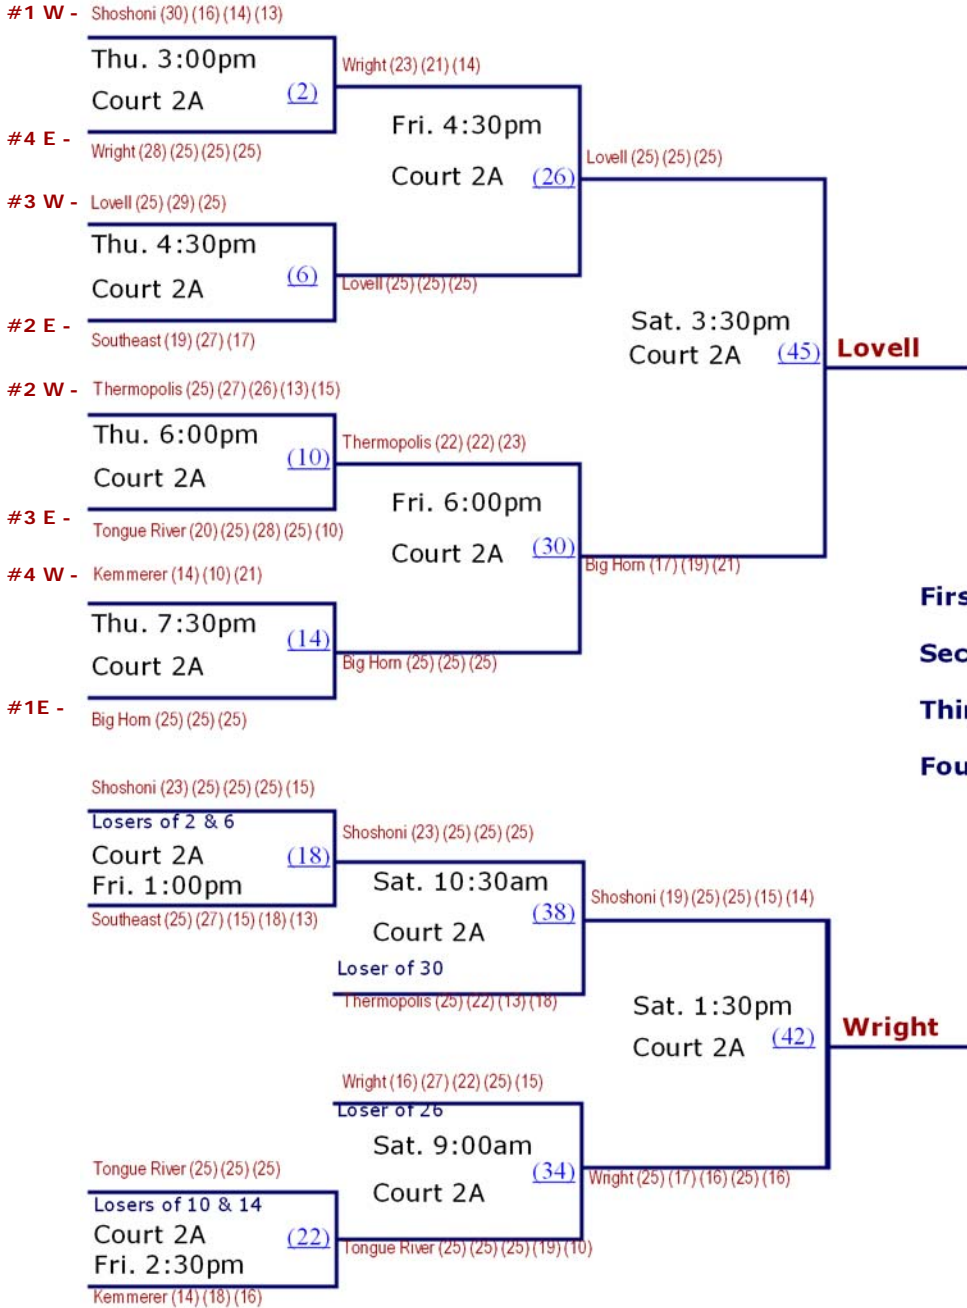 #1 W - Shoshoni (30) (16) (14) (13)
Thu. 3:00pm
Court 2A (2)
#4 E -
Wright (28) (25) (25) (25)
Wright (23) (21) (14)
Fri. 4:30pm
Court 2A (26)
#3 W - Lovell (25) (29) (25)
Thu. 4:30pm
Court 2A (6)
#2 E -
Southeast (19) (27) (17)
Lovell (25) (25) (25)
Lovell (25) (25) (25)
Sat. 3:30pm
Court 2A (45)
Lovell
#2 W - Thermopolis (25) (27) (26) (13) (15)
Thu. 6:00pm
Court 2A (10)
#3 E -
Tongue River (20) (25) (28) (25) (10)
Thermopolis (22) (22) (23)
Fri. 6:00pm
Court 2A (30)
#4 W - Kemmerer (14) (10) (21)
Thu. 7:30pm
Court 2A (14)
#1E -
Big Horn (25) (25) (25)
Big Horn (25) (25) (25)
Big Horn (17) (19) (21)
Firs
Sec
Thir
Fou
Shoshoni (23) (25) (25) (25) (15)
Losers of 2 & 6
Court 2A (18)
Fri. 1:00pm
Southeast (25) (27) (15) (18) (13)
Shoshoni (23) (25) (25) (25)
Sat. 10:30am
Court 2A (38)
Loser of 30
Thermopolis (25) (22) (13) (18)
Shoshoni (19) (25) (25) (15) (14)
Sat. 1:30pm
Court 2A (42)
Wright
Wright (16) (27) (22) (25) (15)
Loser of 26
Sat. 9:00am
Court 2A (34)
Wright (25) (17) (16) (25) (16)
Tongue River (25) (25) (25)
Losers of 10 & 14
Court 2A (22)
Fri. 2:30pm
Kemmerer (14) (18) (16)
Tongue River (25) (25) (25) (19) (10)